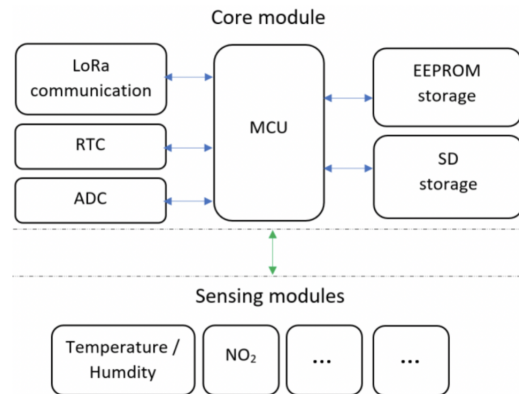 Core module
LoRa
communication
RTC
ADC
MCU
EEPROM
storage
SD
storage
Sensing modules
Temperature /
Humdity
NO₂
...
...